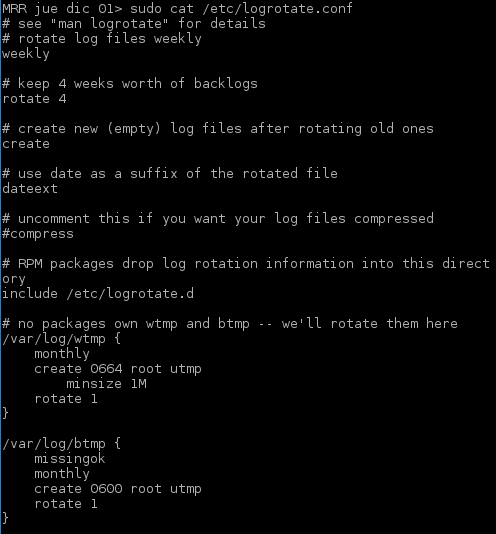 MRR jue dic 01> sudo cat /etc/logrotate.conf
# see "man logrotate" for details
# rotate log files weekly
weekly

# keep 4 weeks worth of backlogs
rotate 4

# create new (empty) log files after rotating old ones
create

# use date as a suffix of the rotated file
dateext

# uncomment this if you want your log files compressed
#compress

# RPM packages drop log rotation information into this direct
ory
include /etc/logrotate.d

# no packages own wtmp and btmp -- we'll rotate them here
/var/log/wtmp {
    monthly
    create 0664 root utmp
        minsize 1M
    rotate 1
}

/var/log/btmp {
    missingok
    monthly
    create 0600 root utmp
    rotate 1
}